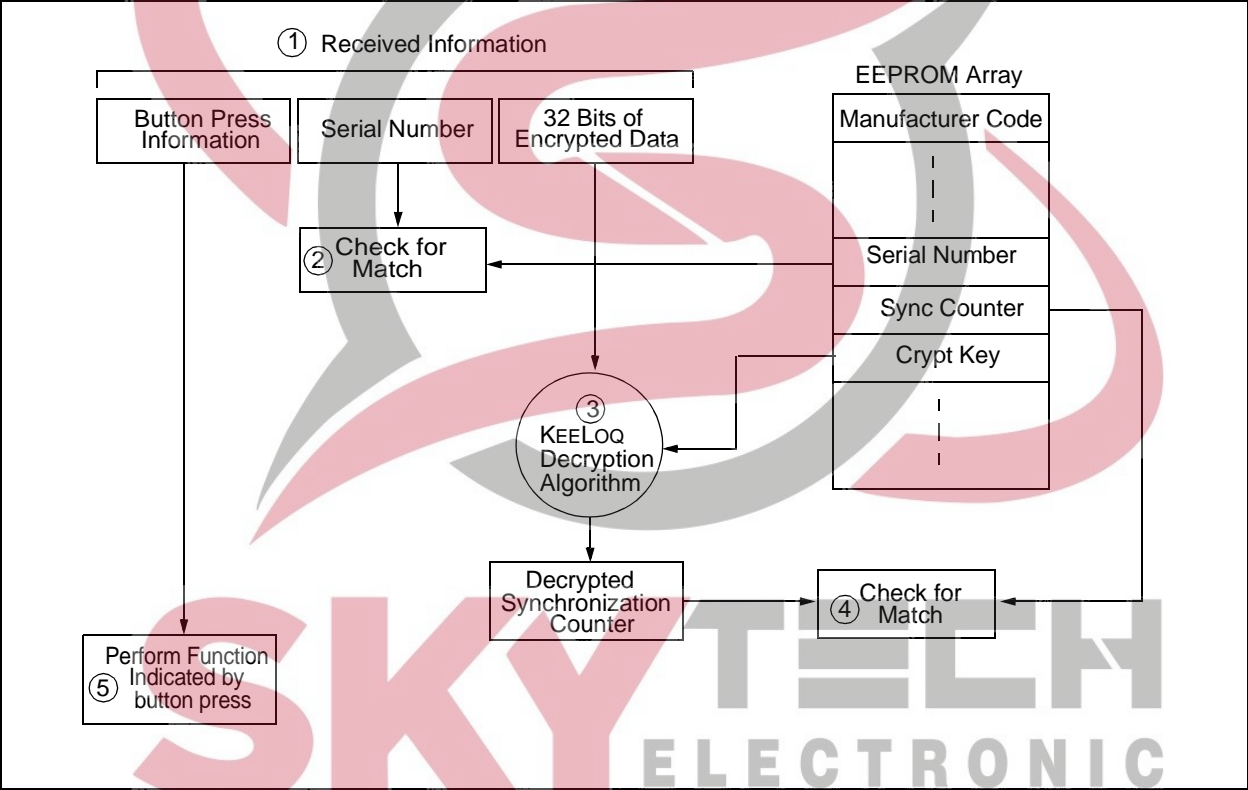 ① Received Information
EEPROM Array
Button Press
Information
Serial Number
32 Bits of
Encrypted Data
Manufacturer Code
② Check for
Match
Serial Number
Sync Counter
Crypt Key
③
KEELOQ
Decryption
Algorithm
Decrypted
Synchronization
Counter
④ Check for
Match
Perform Function
⑤ Indicated by
button press
SKYTECH
ELECTRONIC